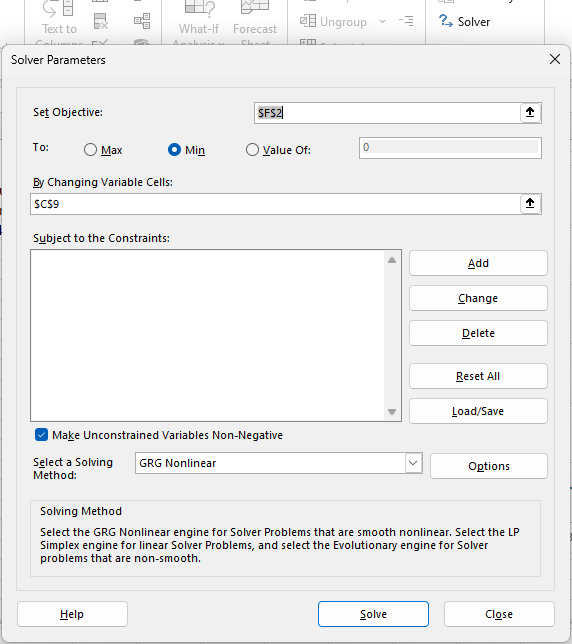 Text to
Columns
What-If
Analysis
Forecast
Sheet
Ungroup
Solver
Solver Parameters
Set Objective:
$F$2
To:
Max
Min
Value Of:
0
By Changing Variable Cells:
$C$9
Subject to the Constraints:
Add
Change
Delete
Reset All
Load/Save
Make Unconstrained Variables Non-Negative
Select a Solving
Method:
GRG Nonlinear
Options
Solving Method
Select the GRG Nonlinear engine for Solver Problems that are smooth nonlinear. Select the LP
Simplex engine for linear Solver Problems, and select the Evolutionary engine for Solver
problems that are non-smooth.
Help
Solve
Close